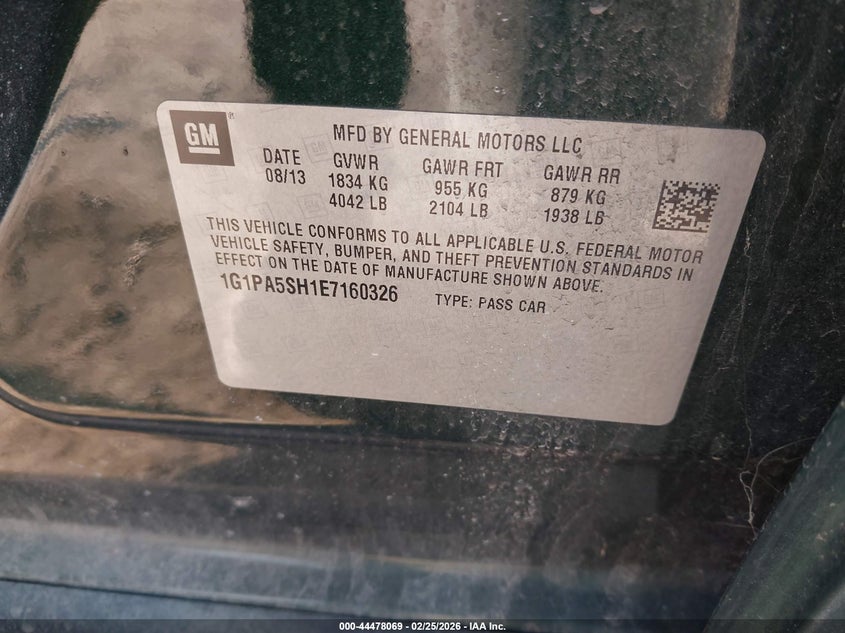 GM®
MFD BY GENERAL MOTORS LLC
DATE GVWR GAWR FRT GAWR RR
08/13 1834 KG 955 KG 879 KG
4042 LB 2104 LB 1938 LB
THIS VEHICLE CONFORMS TO ALL APPLICABLE U.S. FEDERAL MOTOR
VEHICLE SAFETY, BUMPER, AND THEFT PREVENTION STANDARDS IN
EFFECT ON THE DATE OF MANUFACTURE SHOWN ABOVE.
1G1PA5SH1E7160326 TYPE: PASS CAR
000-44478069 - 02/25/2026 - IAA Inc.